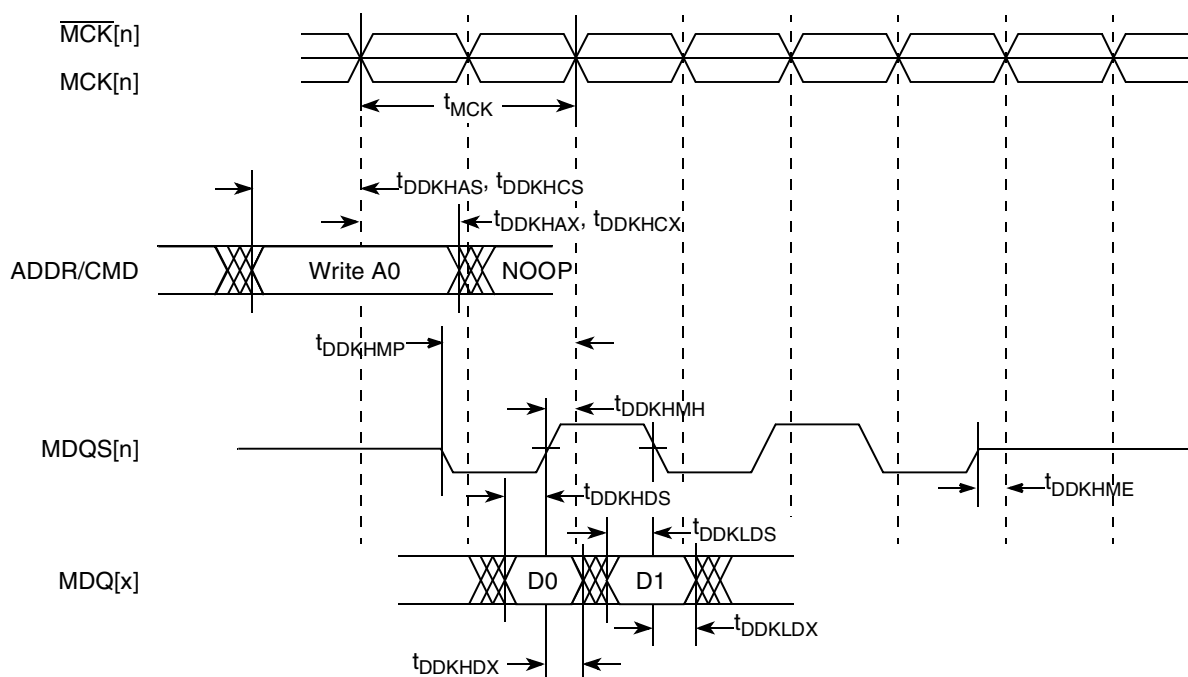 MCK[n]
MCK[n]
tMCK
tDDKHAS, tDDKHCS
tDDKHAX, tDDKHCX
ADDR/CMD
Write A0
NOOP
tDDKHMP
tDDKHMH
MDQS[n]
tDDKHME
tDDKHDS
tDDKLDS
MDQ[x]
D0
D1
tDDKLDX
tDDKHDX